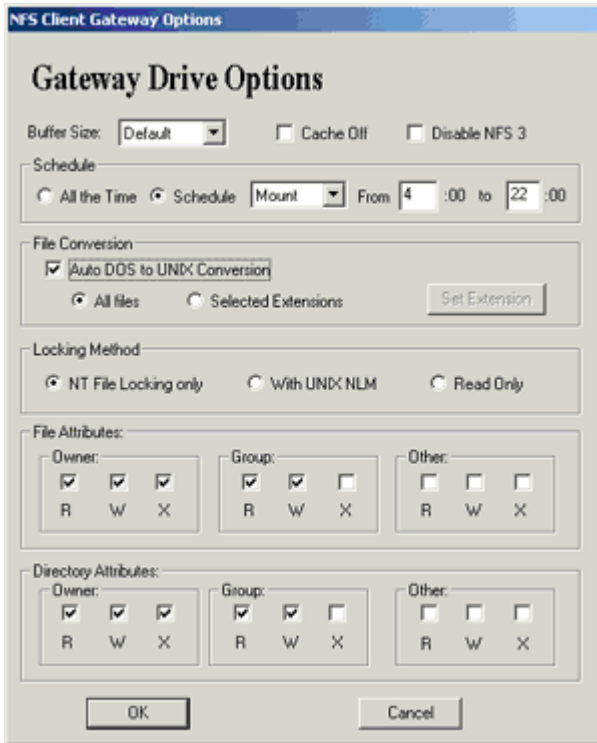 NFS Client Gateway Options
Gateway Drive Options
Buffer Size: Default Cache Off Disable NFS 3
Schedule
All the Time Schedule Mount From 4 :00 to 22 :00
File Conversion
Auto DOS to UNIX Conversion
All files Selected Extensions Set Extension
Locking Method
NT File Locking only With UNIX NLM Read Only
File Attributes:
Owner: Group: Other:
R W X R W X R W X
Directory Attributes:
Owner: Group: Other:
R W X R W X R W X
OK Cancel